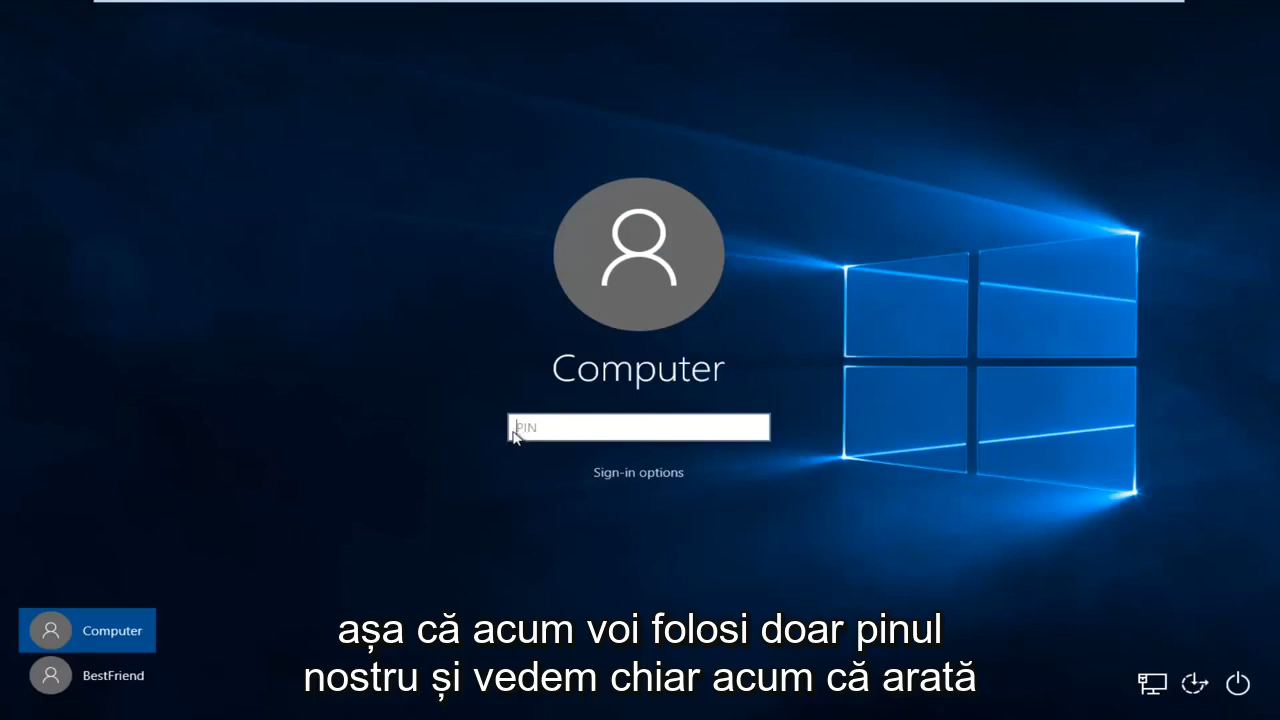 Computer
PIN
Sign-in options
Computer
BestFriend
așa că acum voi folosi doar pinul
nostru și vedem chiar acum că arată